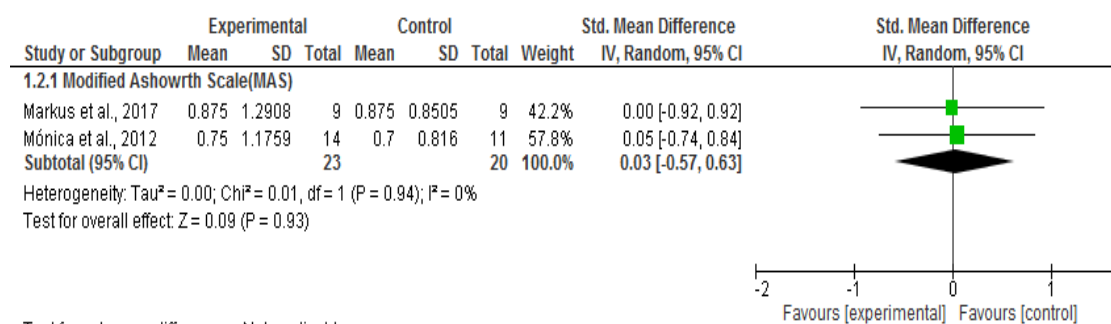 Experimental Control Std. Mean Difference Std. Mean Difference
Study or Subgroup Mean SD Total Mean SD Total Weight IV, Random, 95% CI IV, Random, 95% CI
1.2.1 Modified Ashowrth Scale(MAS)
Markus et al., 2017 0.875 1.2908 9 0.875 0.8505 9 42.2% 0.00 [-0.92, 0.92]
Mónica et al., 2012 0.75 1.1759 14 0.7 0.816 11 57.8% 0.05 [-0.74, 0.84]
Subtotal (95% CI) 23 20 100.0% 0.03 [-0.57, 0.63]
Heterogeneity: Tau² = 0.00; Chi² = 0.01, df = 1 (P = 0.94); I² = 0%
Test for overall effect: Z = 0.09 (P = 0.93)
-2 -1 0 1
Favours [experimental] Favours [control]